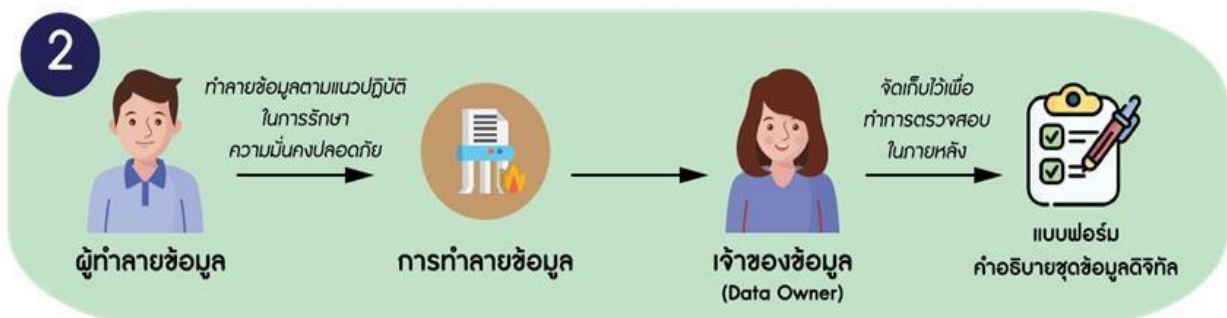 2
ทำลายข้อมูลตามแนวปฏิบัติ
ในการรักษา
ความมั่นคงปลอดภัย
จัดเก็บไว้เพื่อ
ทำการตรวจสอบ
ในภายหลัง
ผู้ทำลายข้อมูล
การทำลายข้อมูล
เจ้าของข้อมูล
(Data Owner)
แบบฟอร์ม
คำอธิบายชุดข้อมูลดิจิทัล